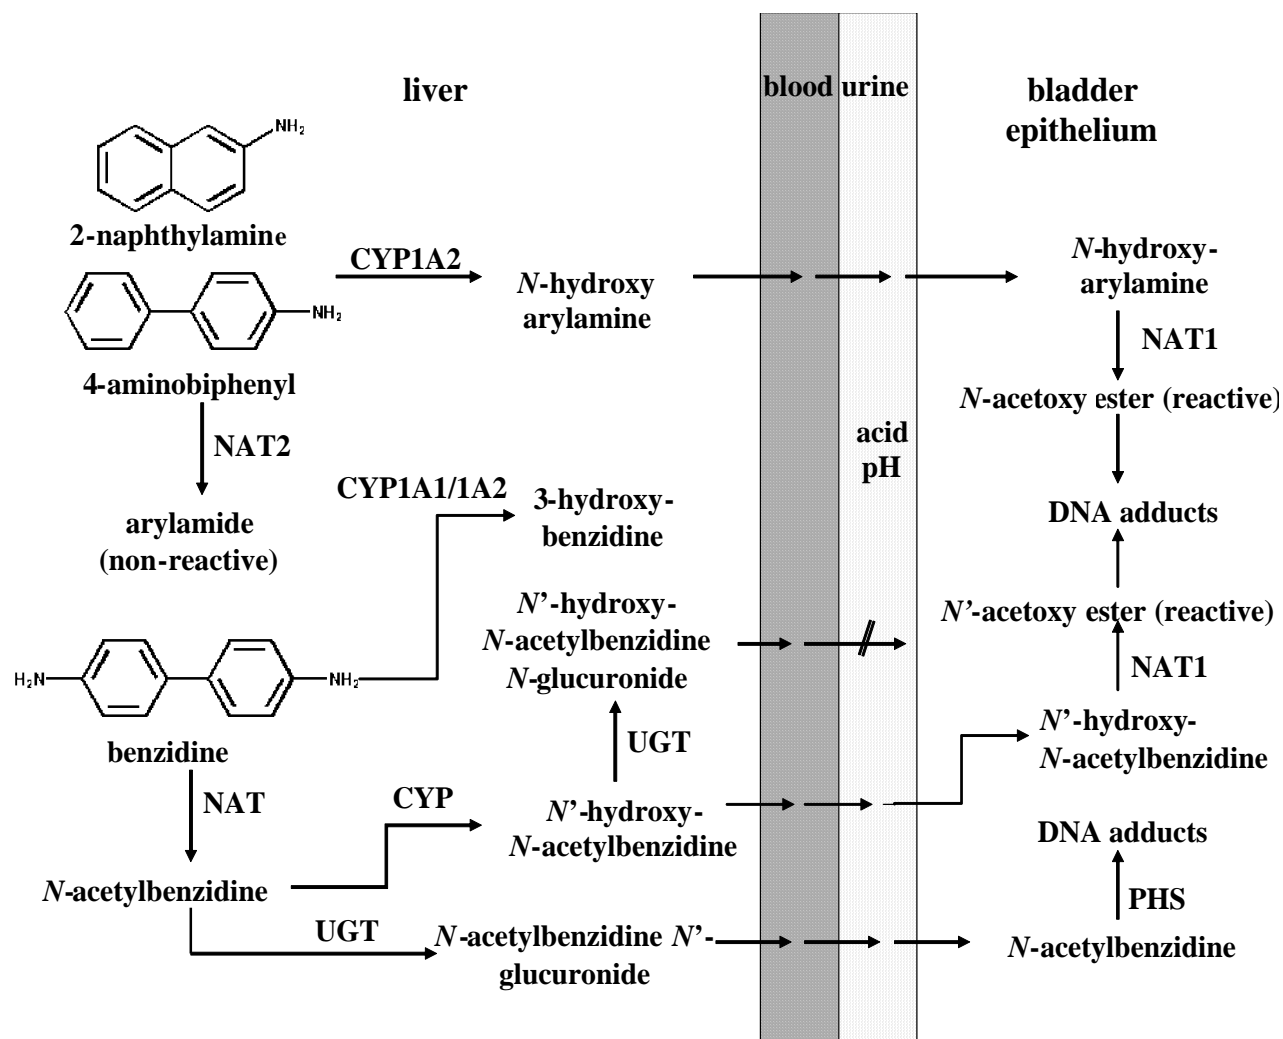 liver
blood
urine
bladder
epithelium
NH2
2-naphthylamine
CYP1A2
N-hydroxy
arylamine
N-hydroxy-
arylamine
NH2
4-aminobiphenyl
NAT1
N-acetoxy ester (reactive)
NAT2
acid
pH
CYP1A1/1A2
3-hydroxy-
benzidine
arylamide
(non-reactive)
DNA adducts
N'-hydroxy-
N-acetylbenzidine
N-glucuronide
N'-acetoxy ester (reactive)
H2N
NH2
NAT1
benzidine
UGT
N'-hydroxy-
N-acetylbenzidine
NAT
CYP
N'-hydroxy-
N-acetylbenzidine
DNA adducts
N-acetylbenzidine
PHS
UGT
N-acetylbenzidine N'-
glucuronide
N-acetylbenzidine